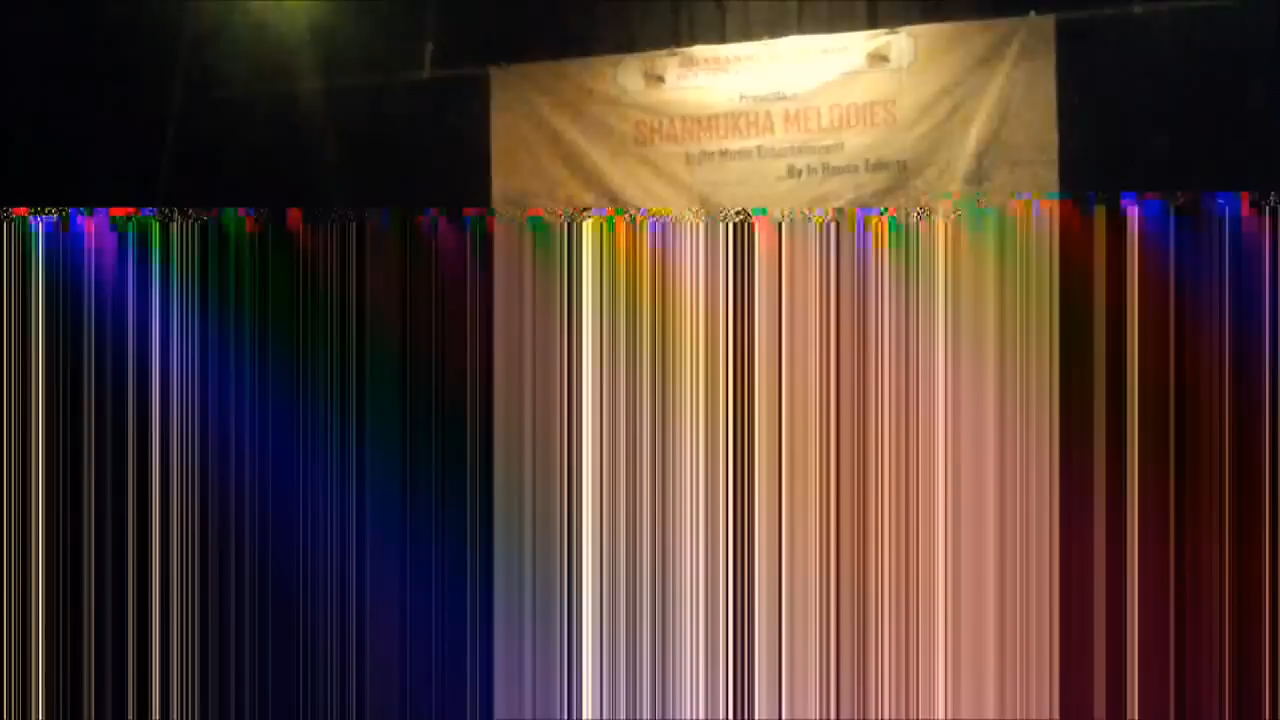 Presents...
SHANMUKHA MELODIES
Light Music Entertainment
...By In House Talents